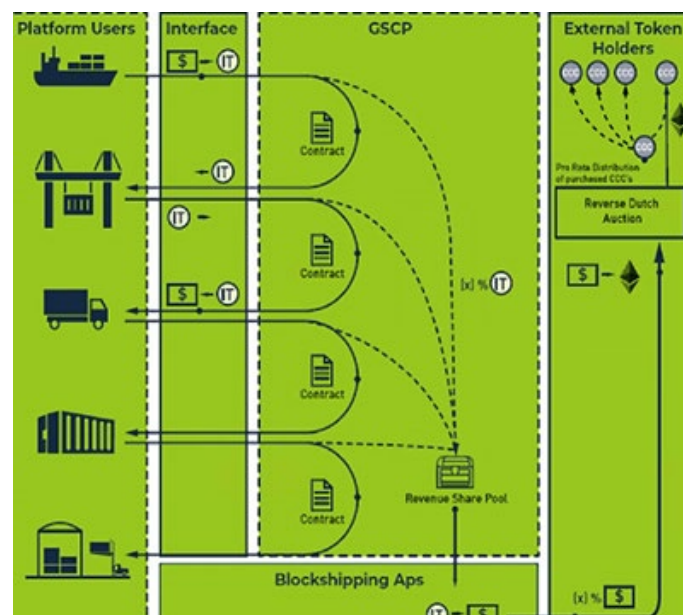 Platform Users
Interface
GSCP
External Token
Holders
$
IT
CCC
CCC
CCC
CCC
CCC
Contract
Pro Rata Distribution
of purchased CCC's
IT
IT
Reverse Dutch
Auction
Contract
$
IT
$
(x) % IT
Contract
Revenue Share Pool
Contract
Blockshipping Aps
IT
$
(x) % $